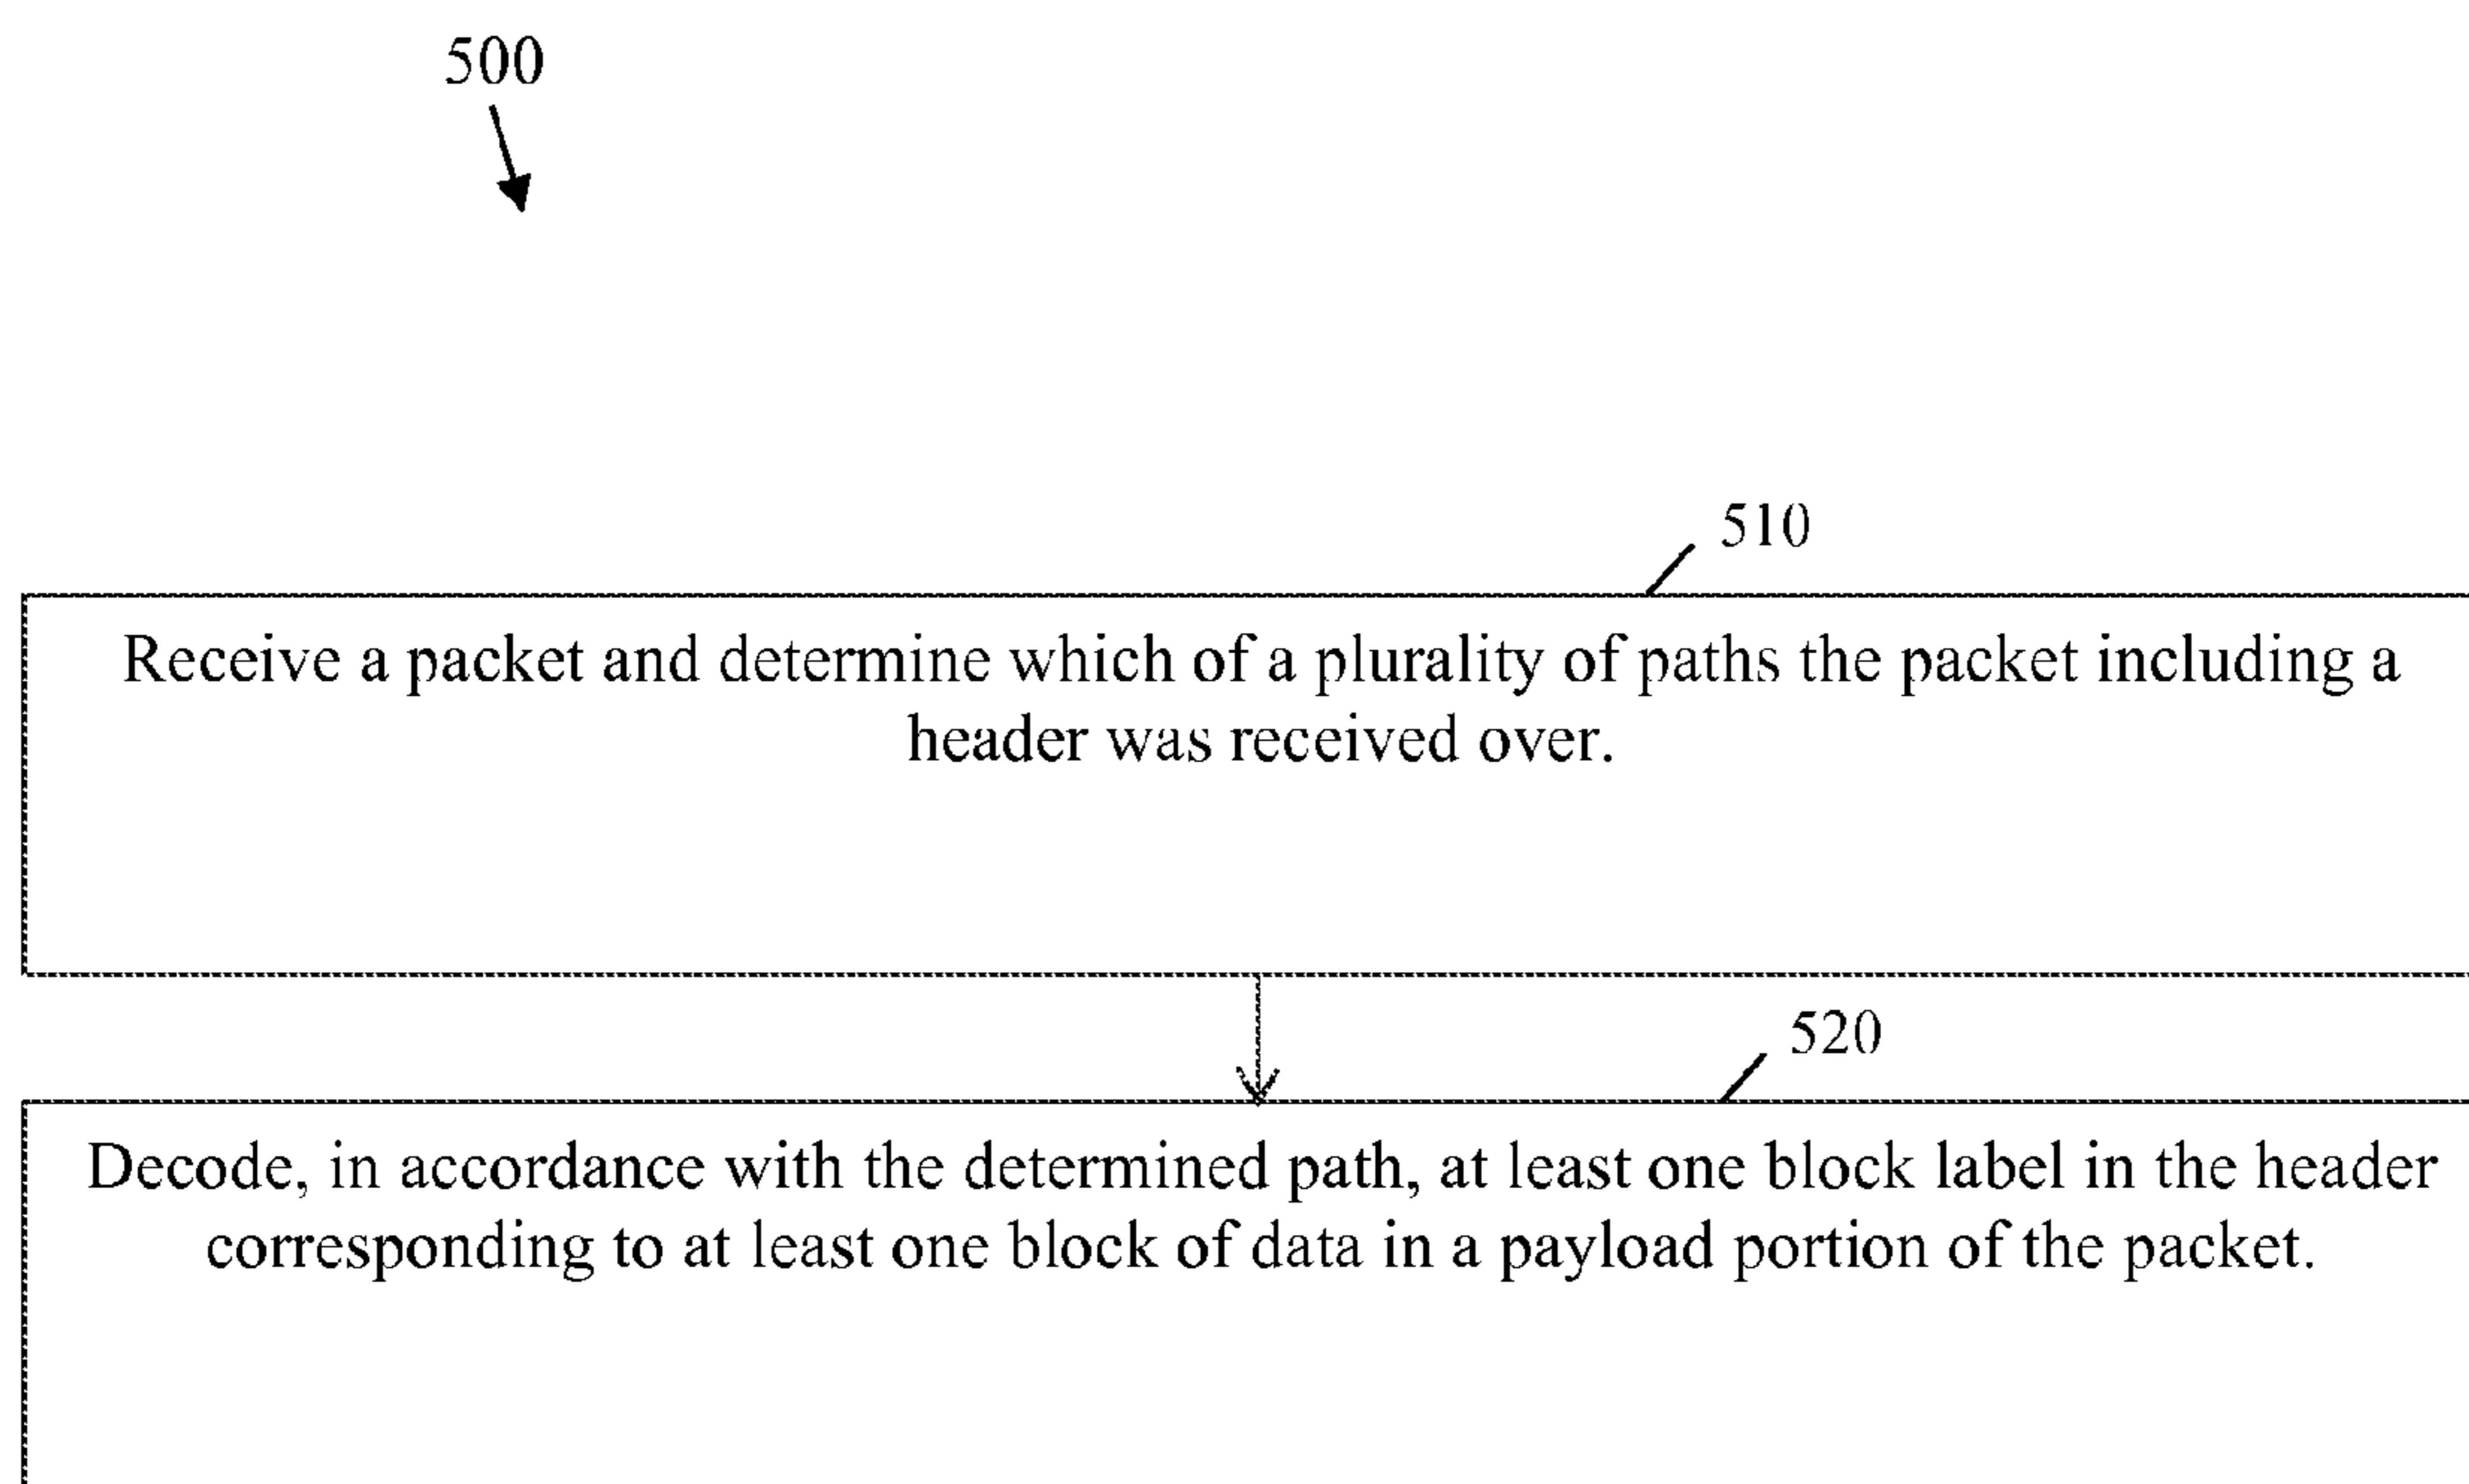 500
510
Receive a packet and determine which of a plurality of paths the packet including a
header was received over.
520
Decode, in accordance with the determined path, at least one block label in the header
corresponding to at least one block of data in a payload portion of the packet.